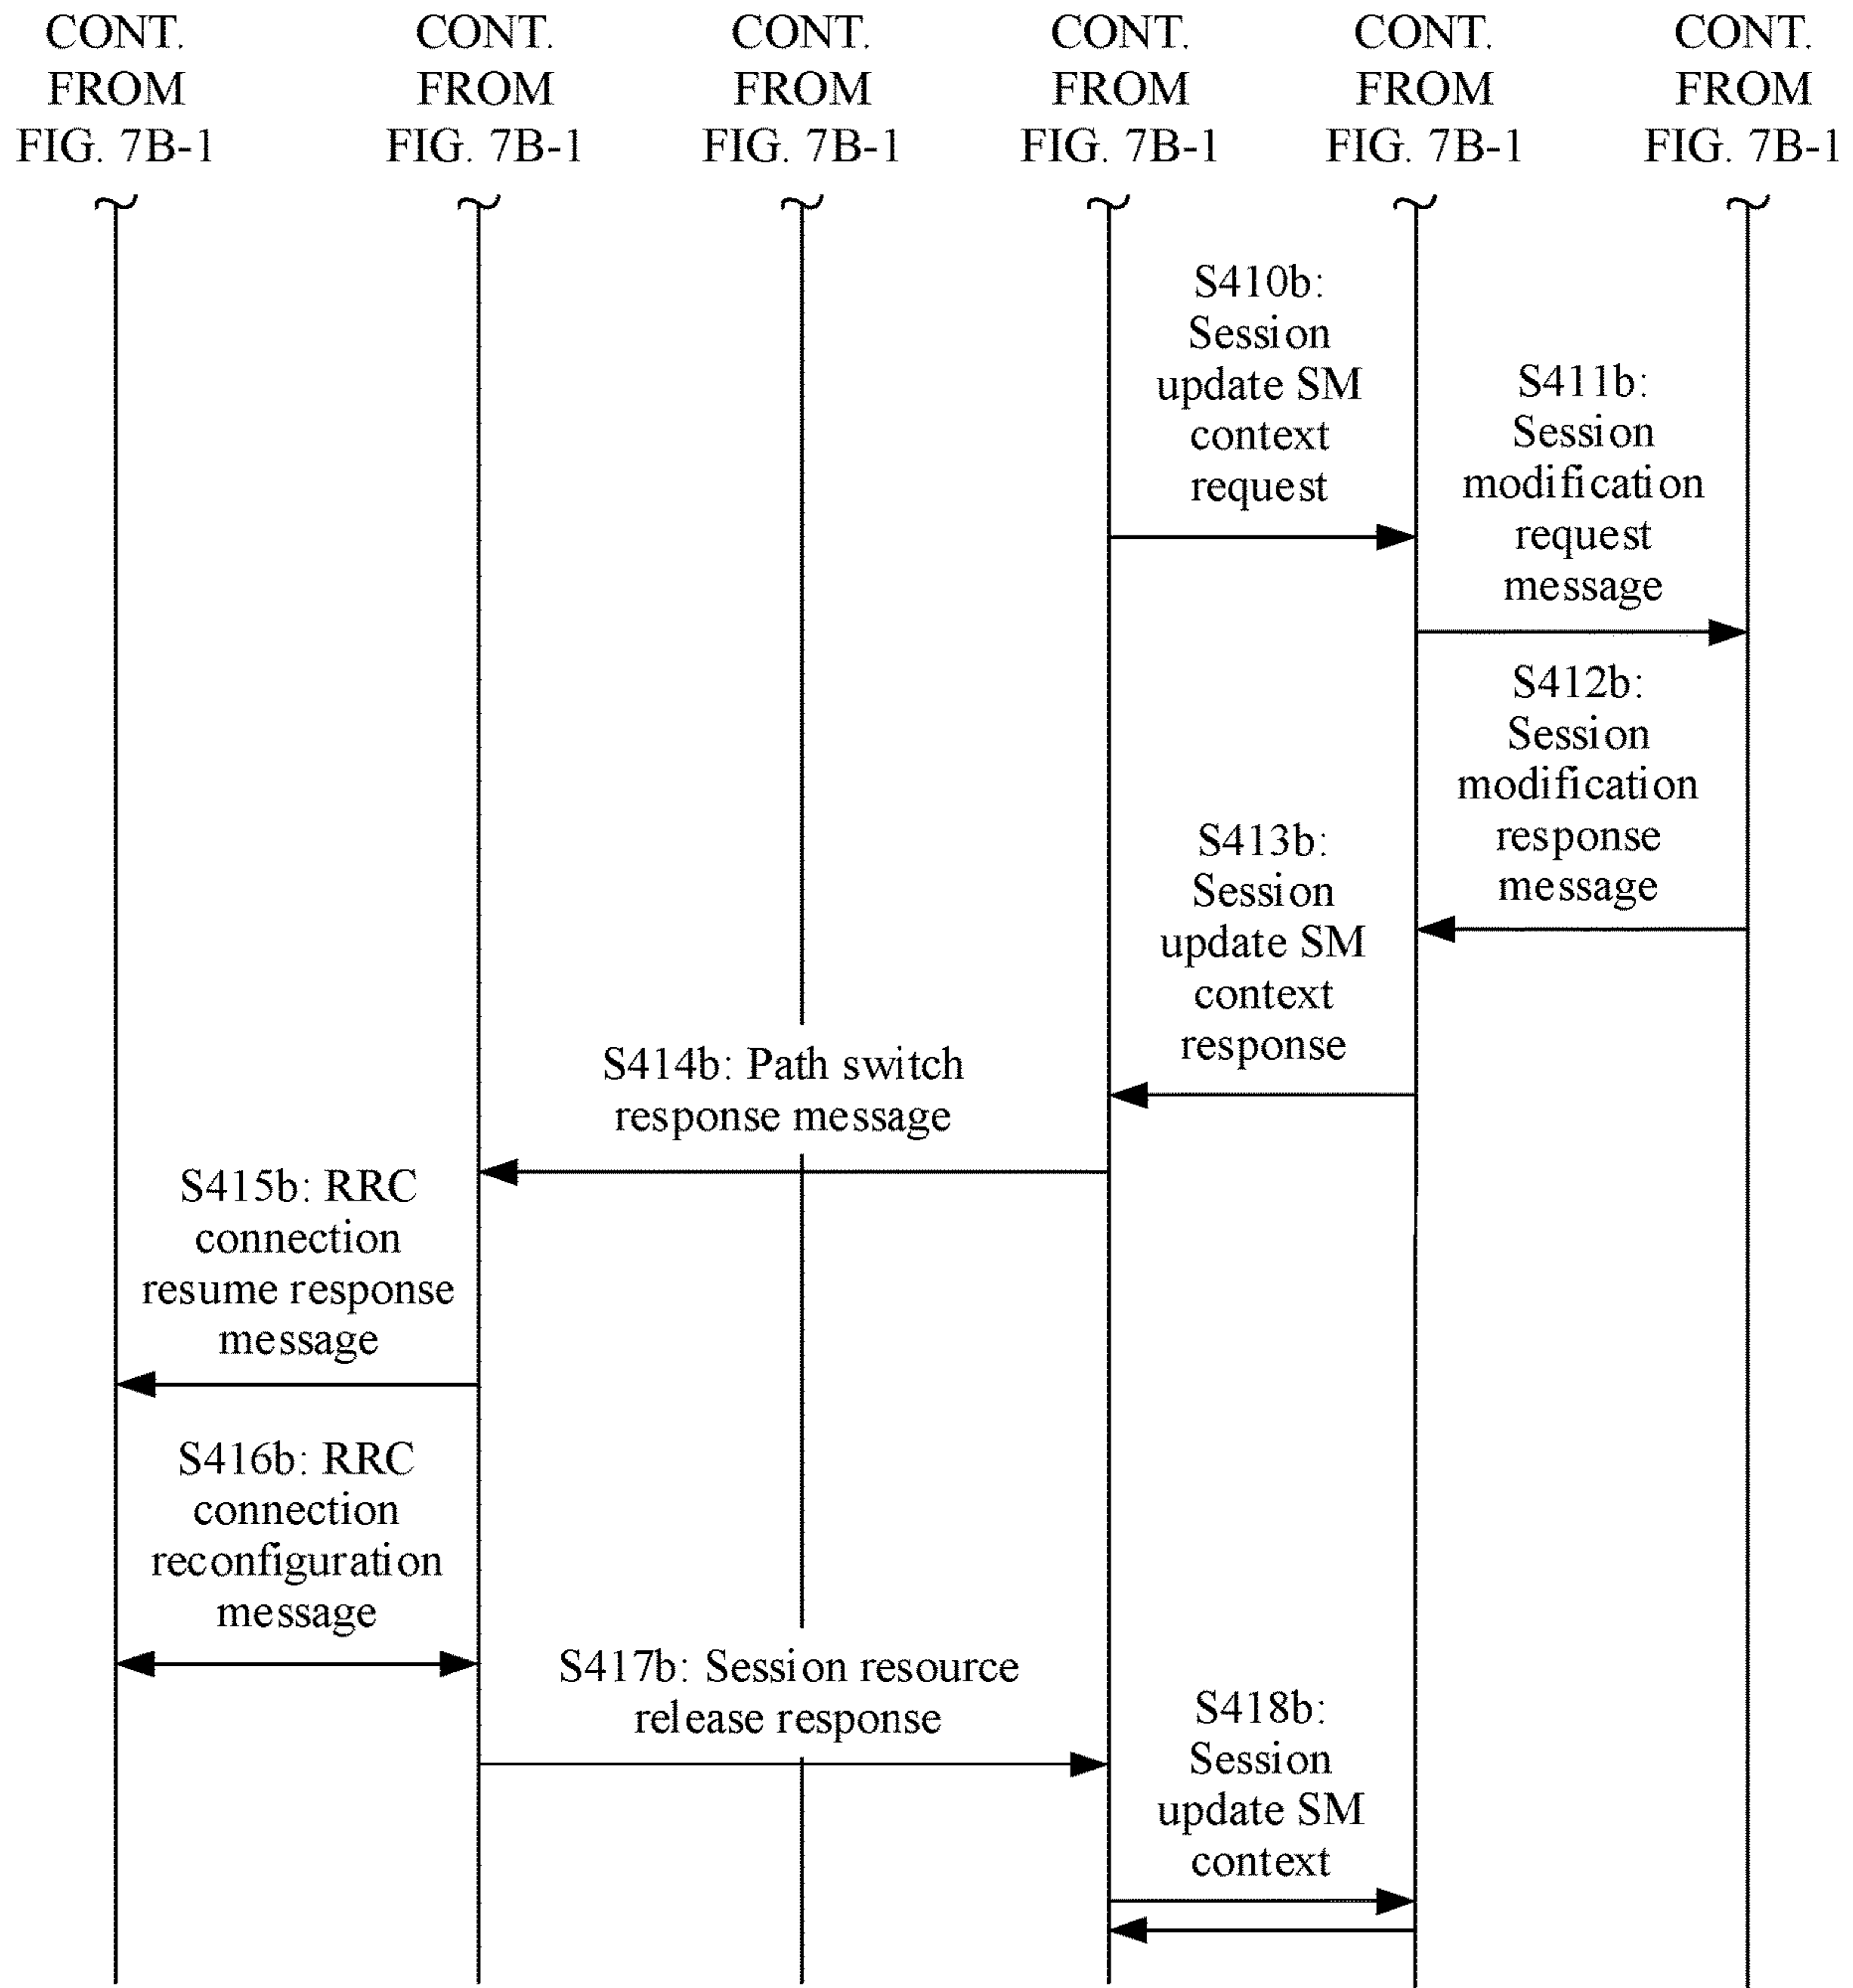 CONT.
FROM
FIG. 7B-1
CONT.
FROM
FIG. 7B-1
CONT.
FROM
FIG. 7B-1
CONT.
FROM
FIG. 7B-1
CONT.
FROM
FIG. 7B-1
CONT.
FROM
FIG. 7B-1
S410b:
Session
update SM
context
request
S411b:
Session
modification
request
message
S412b:
Session
modification
response
message
S413b:
Session
update SM
context
response
S414b: Path switch
response message
S415b: RRC
connection
resume response
message
S416b: RRC
connection
reconfiguration
message
S417b: Session resource
release response
S418b:
Session
update SM
context